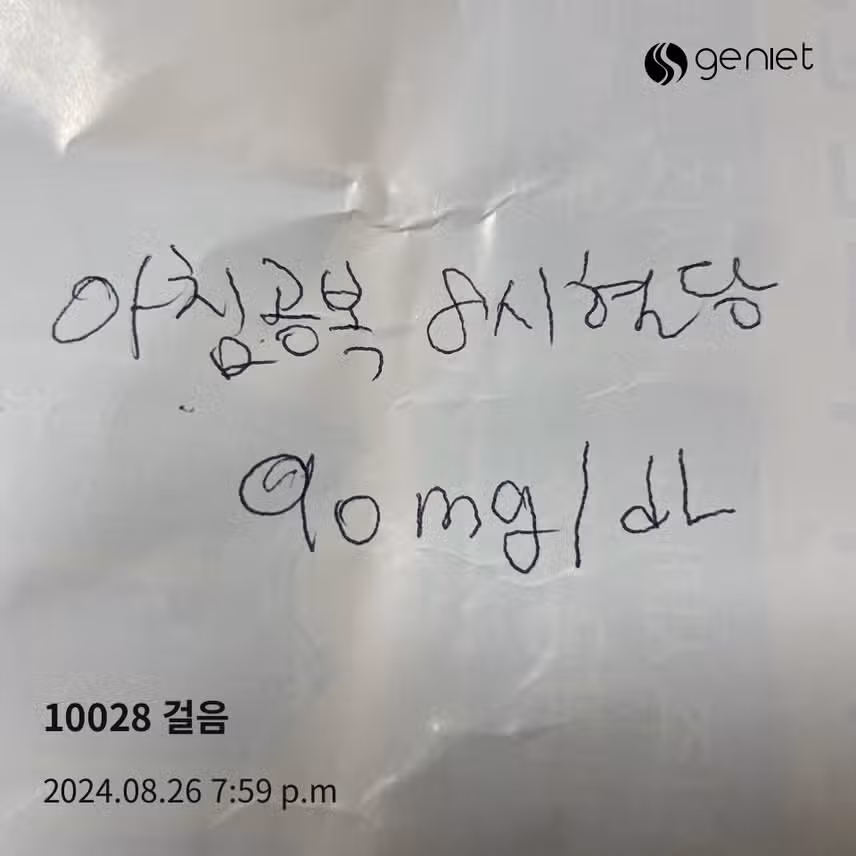 geniet
아침공복 8시혈당
90mg/dL
10028 걸음
2024.08.26 7:59 p.m